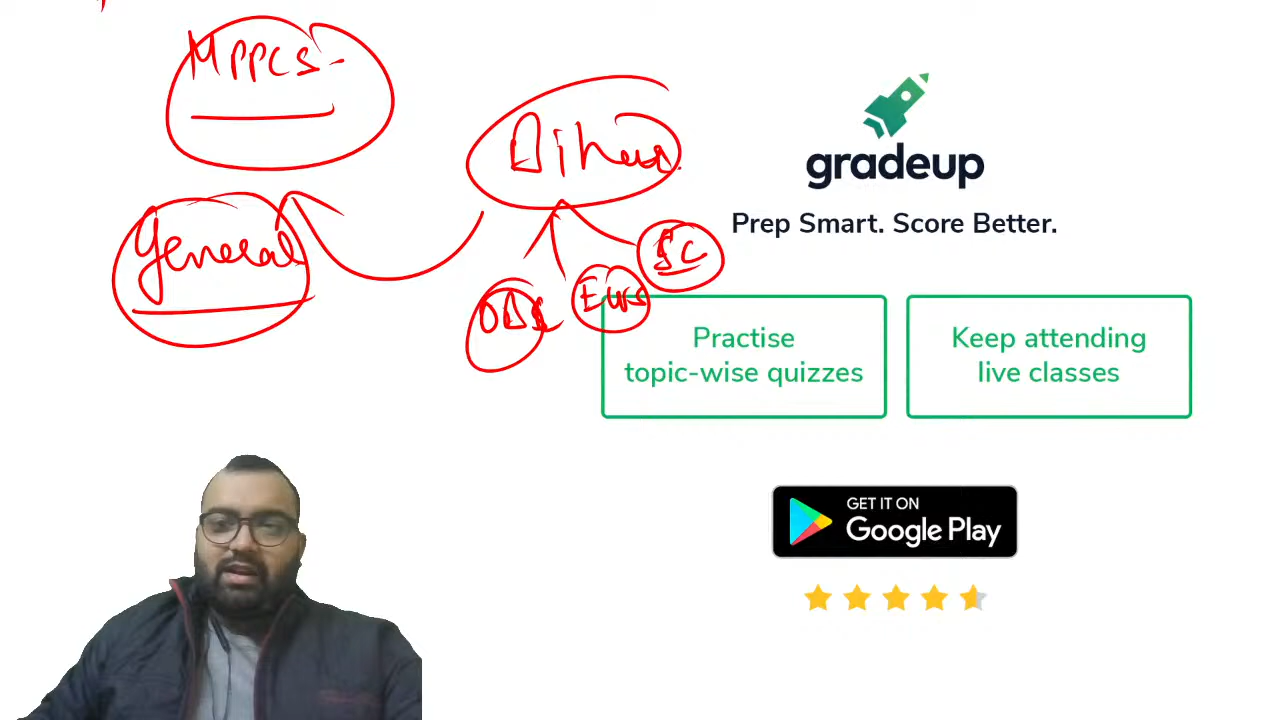 MPPCS -
Bihar
General
OBC
EWS
SC
gradeup
Prep Smart. Score Better.
Practise
topic-wise quizzes
Keep attending
live classes
GET IT ON
Google Play